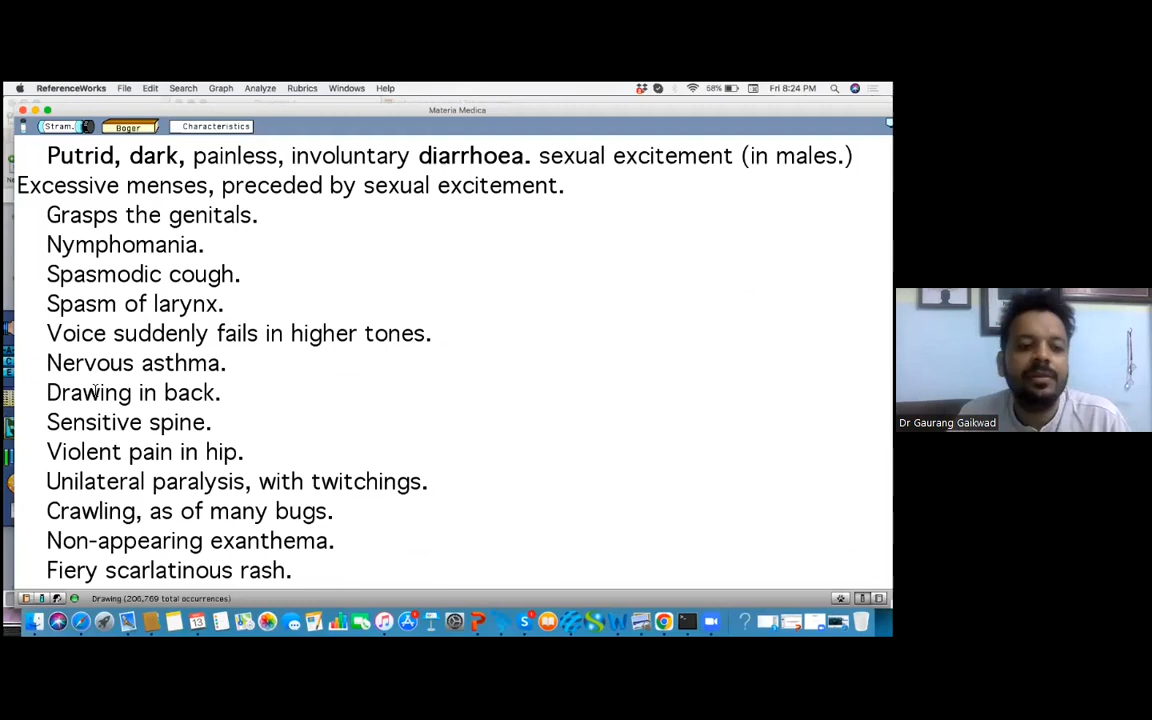 ReferenceWorks File Edit Search Graph Analyze Rubrics Windows Help 58% Fri 8:24 PM
Materia Medica
Stram. Boger Characteristics
Putrid, dark, painless, involuntary diarrhoea. sexual excitement (in males.)
Excessive menses, preceded by sexual excitement.
Grasps the genitals.
Nymphomania.
Spasmodic cough.
Spasm of larynx.
Voice suddenly fails in higher tones.
Nervous asthma.
Drawing in back.
Sensitive spine.
Violent pain in hip.
Unilateral paralysis, with twitchings.
Crawling, as of many bugs.
Non-appearing exanthema.
Fiery scarlatinous rash.
Drawing (206,769 total occurrences)
Dr Gaurang Gaikwad